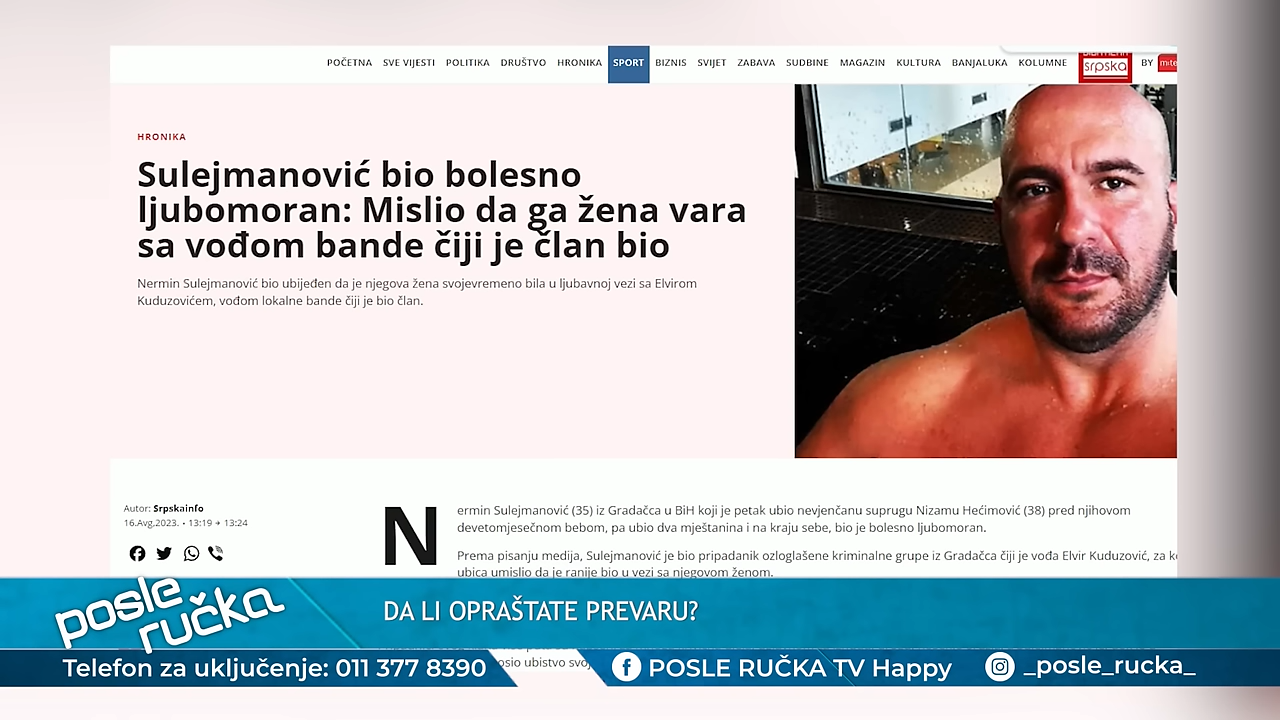 POČETNA SVE VIJESTI POLITIKA DRUŠTVO HRONIKA SPORT BIZNIS SVIJET ZABAVA SUDBINE MAGAZIN KULTURA BANJALUKA KOLUMNE srpska BY
HRONIKA
Sulejmanović bio bolesno
ljubomoran: Mislio da ga žena vara
sa vođom bande čiji je član bio
Nermin Sulejmanović bio ubijeđen da je njegova žena svojevremeno bila u ljubavnoj vezi sa Elvirom
Kuduzovićem, vođom lokalne bande čiji je bio član.
Autor: Srpskainfo
16.Avg.2023. • 13:19 → 13:24
Nermin Sulejmanović (35) iz Gradačca u BiH koji je petak ubio nevjenčanu suprugu Nizamu Hećimović (38) pred njihovom
devetomjesečnom bebom, pa ubio dva mještanina i na kraju sebe, bio je bolesno ljubomoran.
Prema pisanju medija, Sulejmanović je bio pripadanik ozloglašene kriminalne grupe iz Gradačca čiji je vođa Elvir Kuduzović, za
ubica umislio da je ranije bio u vezi sa njegovom ženom.
posle
ručka
DA LI OPRAŠTATE PREVARU?
Telefon za uključenje: 011 377 8390
ubistvo
POSLE RUČKA TV Happy
_posle_rucka_